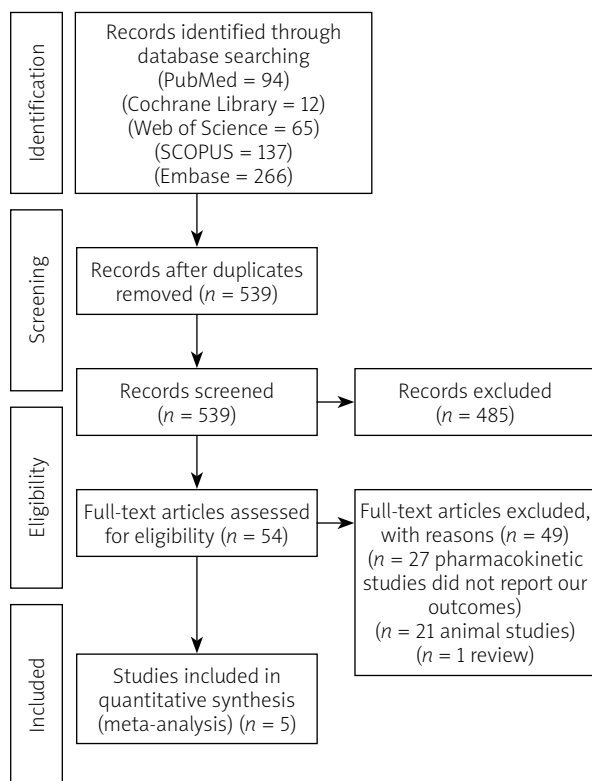 Identification
Records identified through
database searching
(PubMed = 94)
(Cochrane Library = 12)
(Web of Science = 65)
(SCOPUS = 137)
(Embase = 266)
Screening
Records after duplicates
removed (n = 539)
Records screened
(n = 539)
Records excluded
(n = 485)
Eligibility
Full-text articles assessed
for eligibility (n = 54)
Full-text articles excluded,
with reasons (n = 49)
(n = 27 pharmacokinetic
studies did not report our
outcomes)
(n = 21 animal studies)
(n = 1 review)
Included
Studies included in
quantitative synthesis
(meta-analysis) (n = 5)